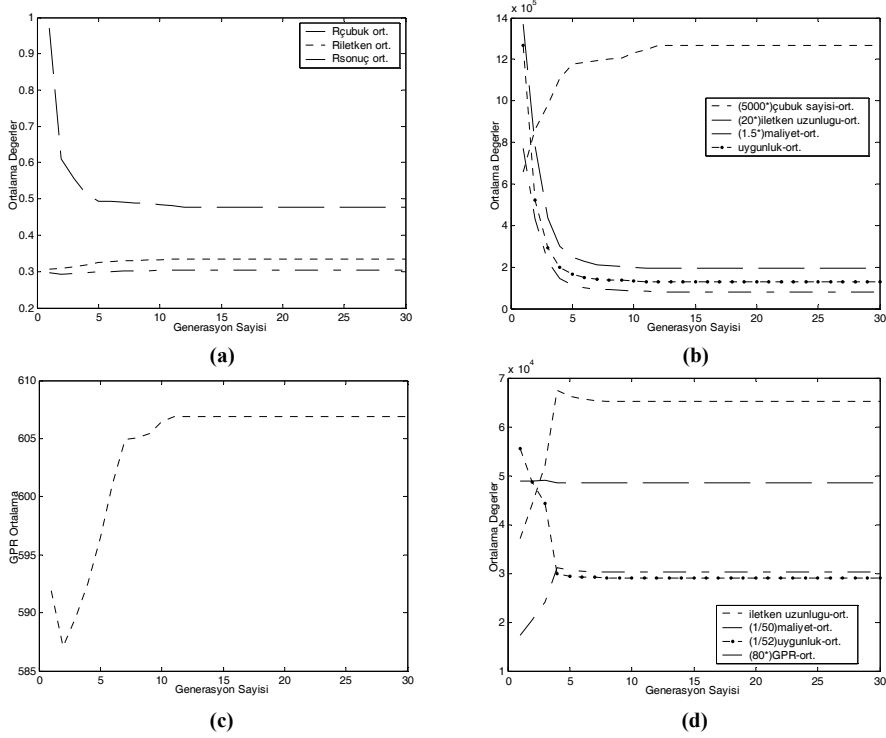 1
0.9
0.8
0.7
0.6
0.5
0.4
0.3
0.2
0
5
10
15
20
25
30
Ortalama Degerler
Generasyon Sayisi
Rçubuk ort.
Riletken ort.
Rsonuç ort.
(a)
x 10^5
14
12
10
8
6
4
2
0
0
5
10
15
20
25
30
Ortalama Degerler
Generasyon Sayisi
(5000*)çubuk sayisi-ort.
(20*)iletken uzunlugu-ort.
(1.5*)maliyet-ort.
uygunluk-ort.
(b)
610
605
600
595
590
585
0
5
10
15
20
25
30
GPR Ortalama
Generasyon Sayisi
(c)
x 10^4
7
6
5
4
3
2
1
0
5
10
15
20
25
30
Ortalama Degerler
Generasyon Sayisi
iletken uzunlugu-ort.
(1/50)maliyet-ort.
(1/52)uygunluk-ort.
(80*)GPR-ort.
(d)